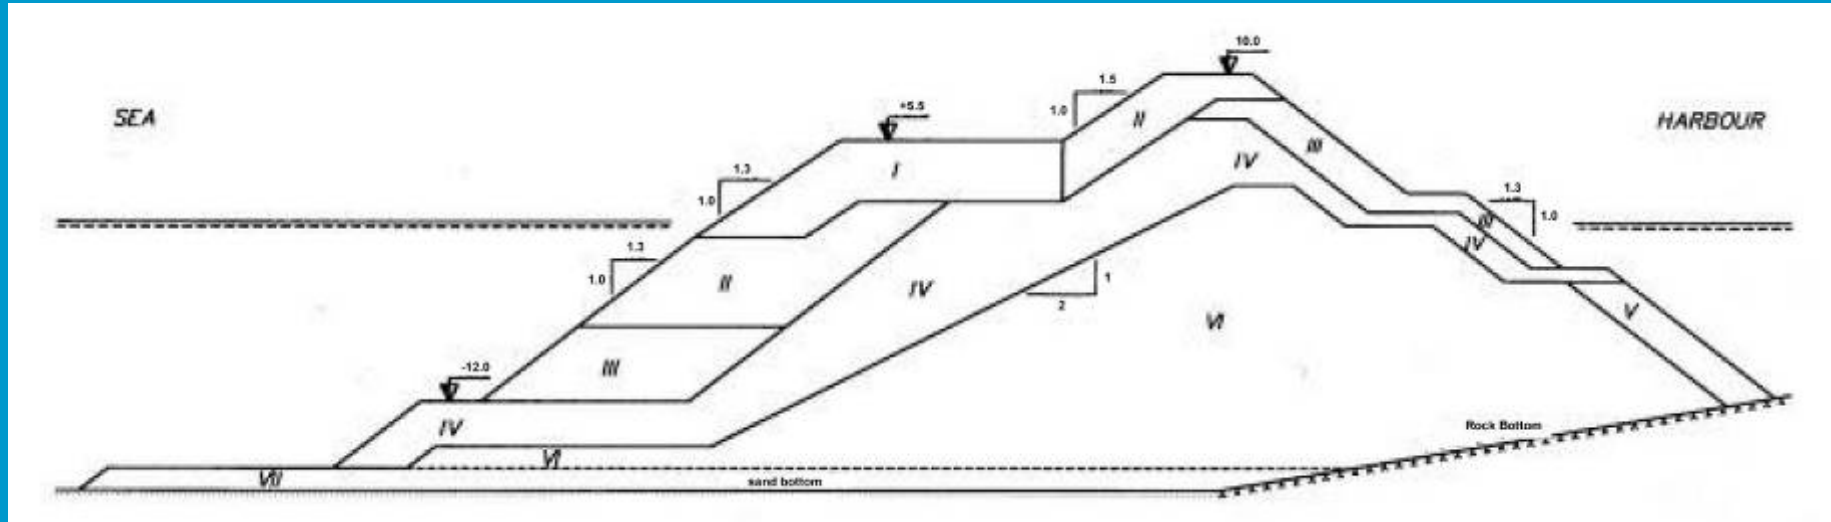 10.0
1.5
1.0
+5.5
SEA
HARBOUR
II
III
I
IV
1.3
1.0
1.3
1.0
III
IV
1.3
1.0
II
IV
1
2
VI
V
III
-12.0
IV
VI
Rock Bottom
VII
sand bottom